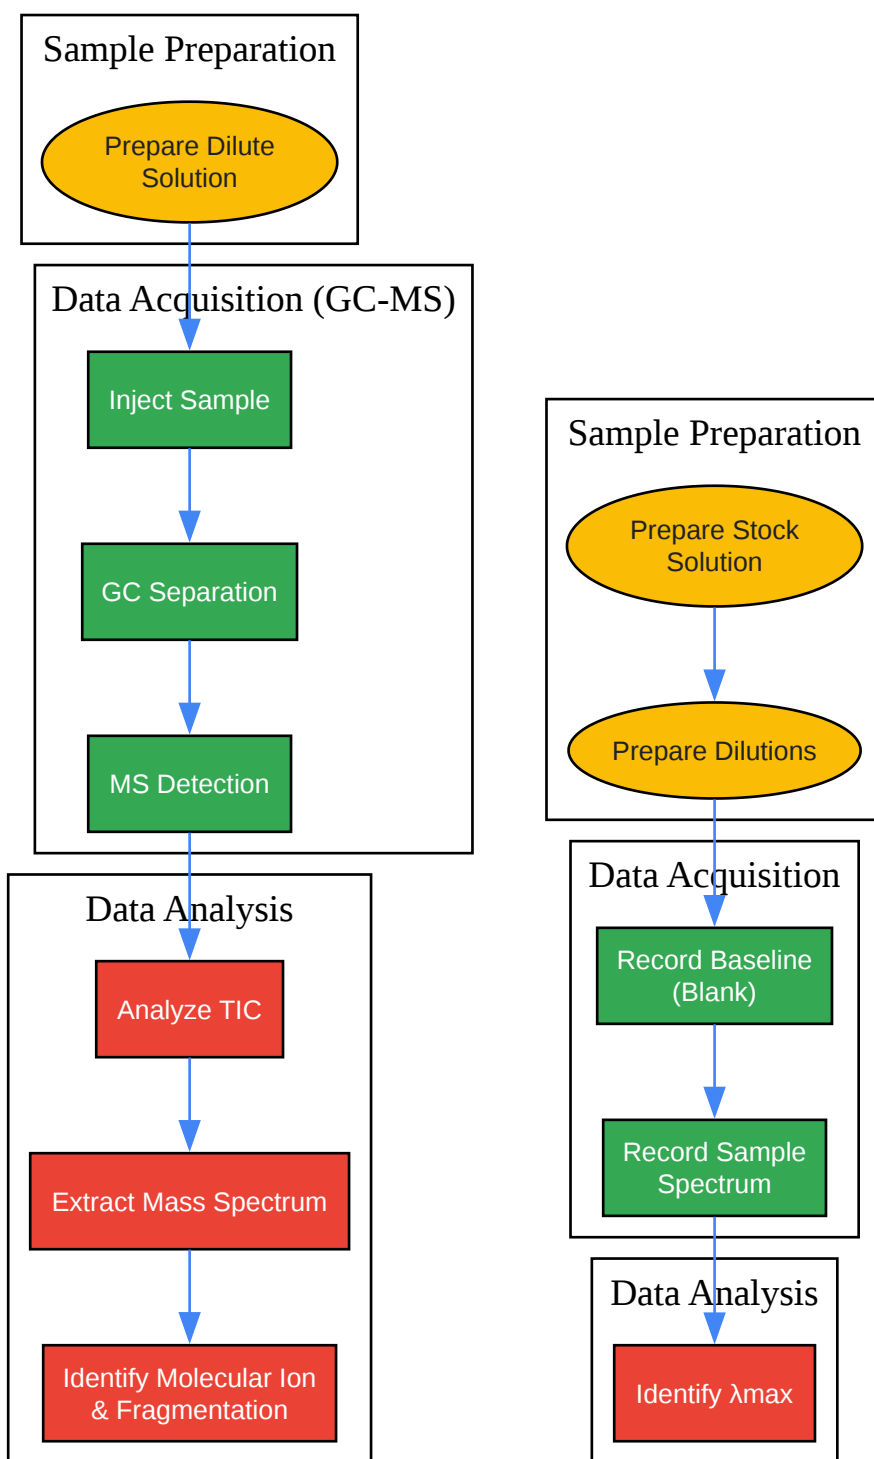 Sample Preparation
Prepare Dilute
Solution
Data Acquisition (GC-MS)
Inject Sample
GC Separation
MS Detection
Data Analysis
Analyze TIC
Extract Mass Spectrum
Identify Molecular Ion
& Fragmentation
Sample Preparation
Prepare Stock
Solution
Prepare Dilutions
Data Acquisition
Record Baseline
(Blank)
Record Sample
Spectrum
Data Analysis
Identify λmax